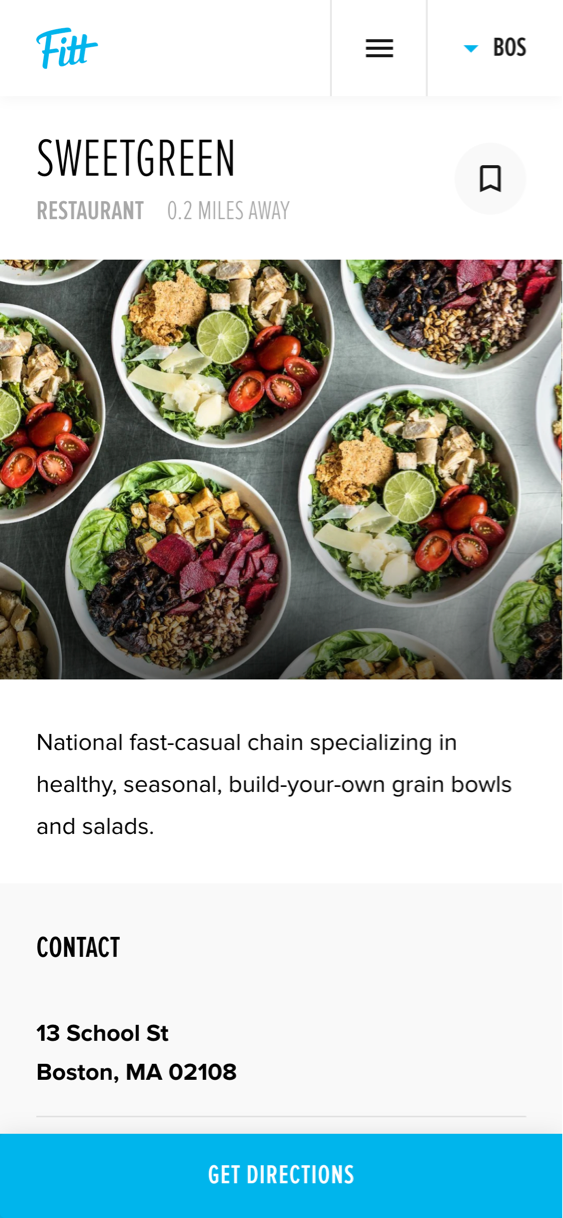 Fitt
BOS
SWEETGREEN
RESTAURANT 0.2 MILES AWAY
National fast-casual chain specializing in
healthy, seasonal, build-your-own grain bowls
and salads.
CONTACT
13 School St
Boston, MA 02108
GET DIRECTIONS